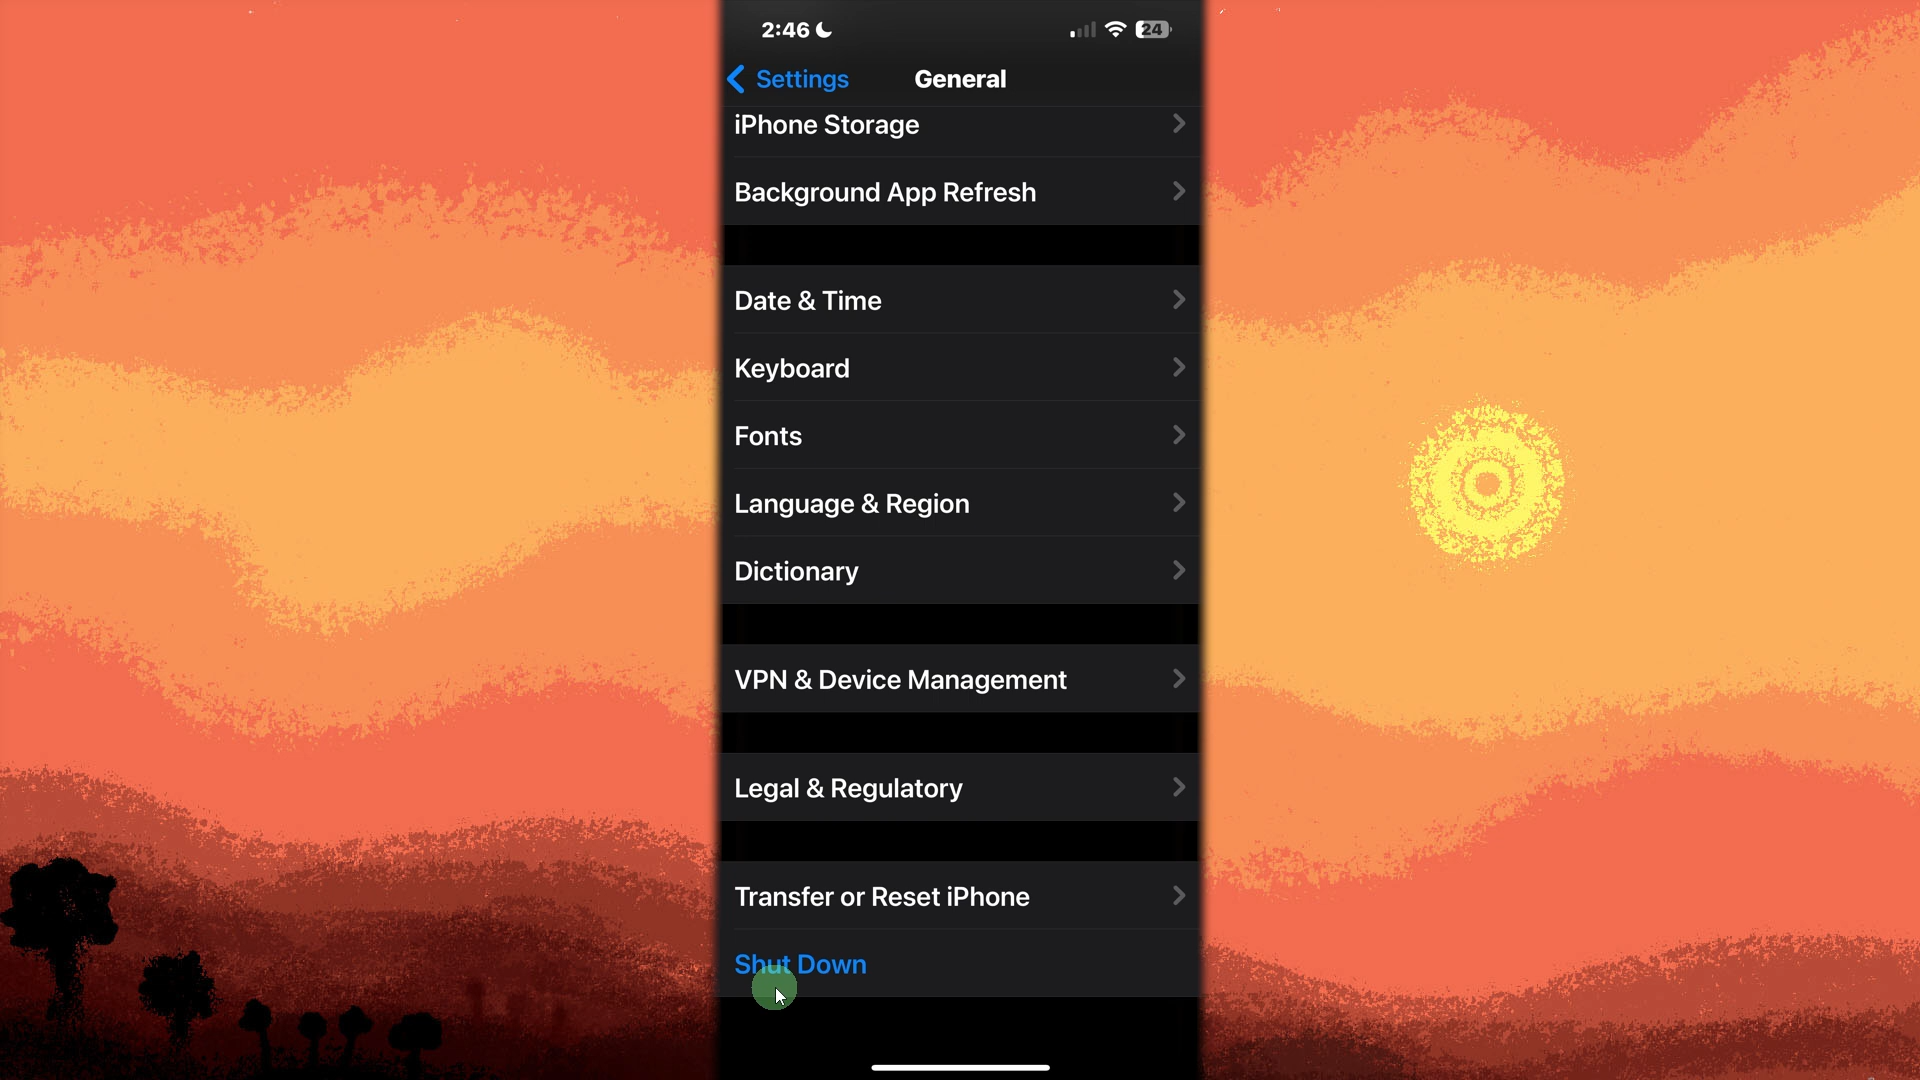 2:46
24
Settings
General
iPhone Storage
Background App Refresh
Date & Time
Keyboard
Fonts
Language & Region
Dictionary
VPN & Device Management
Legal & Regulatory
Transfer or Reset iPhone
Shut Down